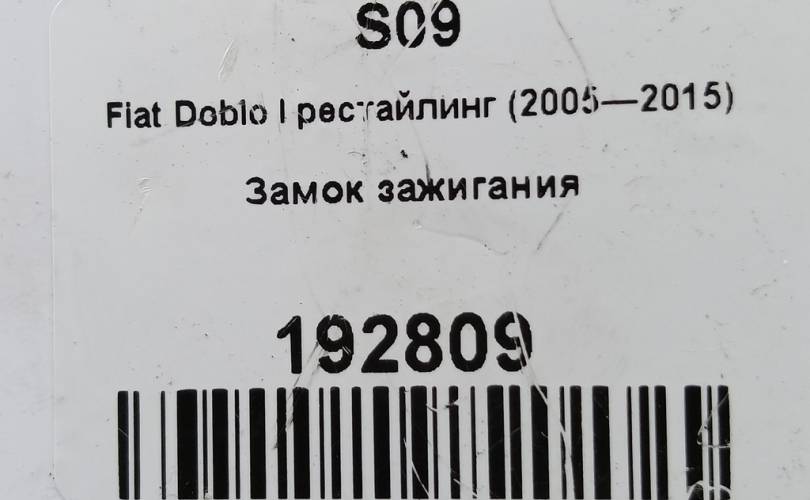 S09
Fiat Doblo I рестайлинг (2005—2015)
Замок зажигания
192809